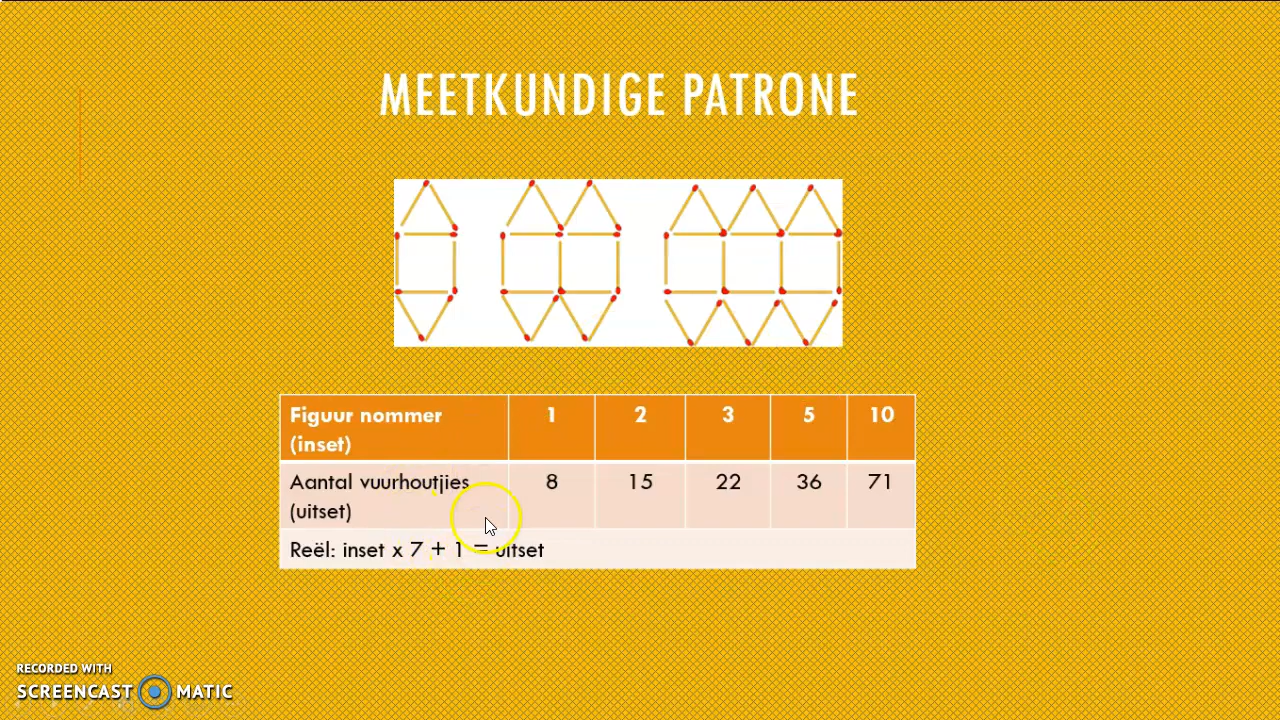 MEETKUNDIGE PATRONE
Figuur nommer 1 2 3 5 10
(inset)
Aantal vuurhoutjies 8 15 22 36 71
(uitset)
Reël: inset x 7 + 1 = uitset
RECORDED WITH
SCREENCAST MATIC